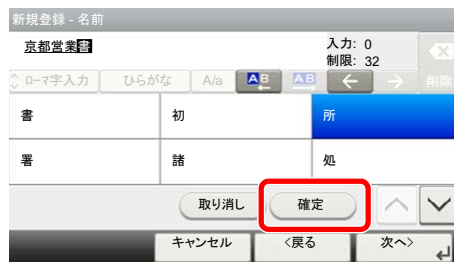 新規登録 - 名前
京都営業書
入力: 0
制限: 32
ローマ字入力 ひらがな A/a AB AB ← → 削除
書 初 所
署 諸 処
取り消し 確定
キャンセル <戻る 次へ>